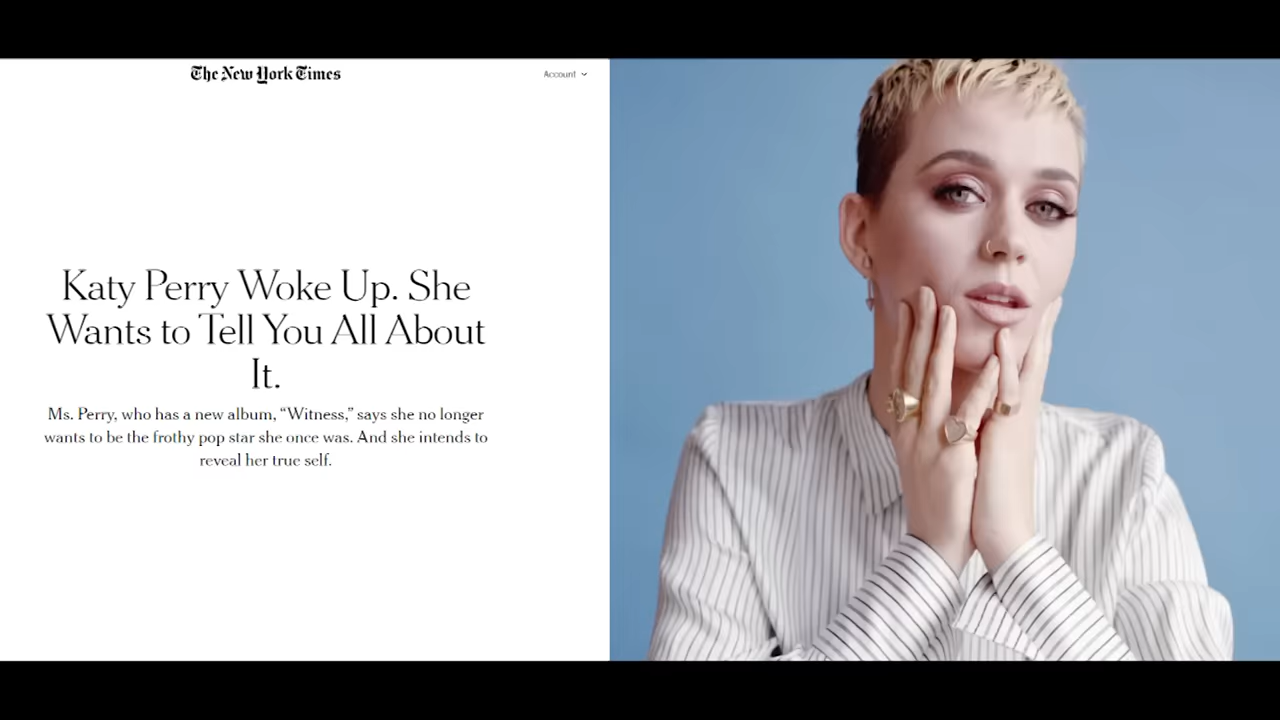 The New York Times
Account
Katy Perry Woke Up. She
Wants to Tell You All About
It.
Ms. Perry, who has a new album, “Witness,” says she no longer
wants to be the frothy pop star she once was. And she intends to
reveal her true self.